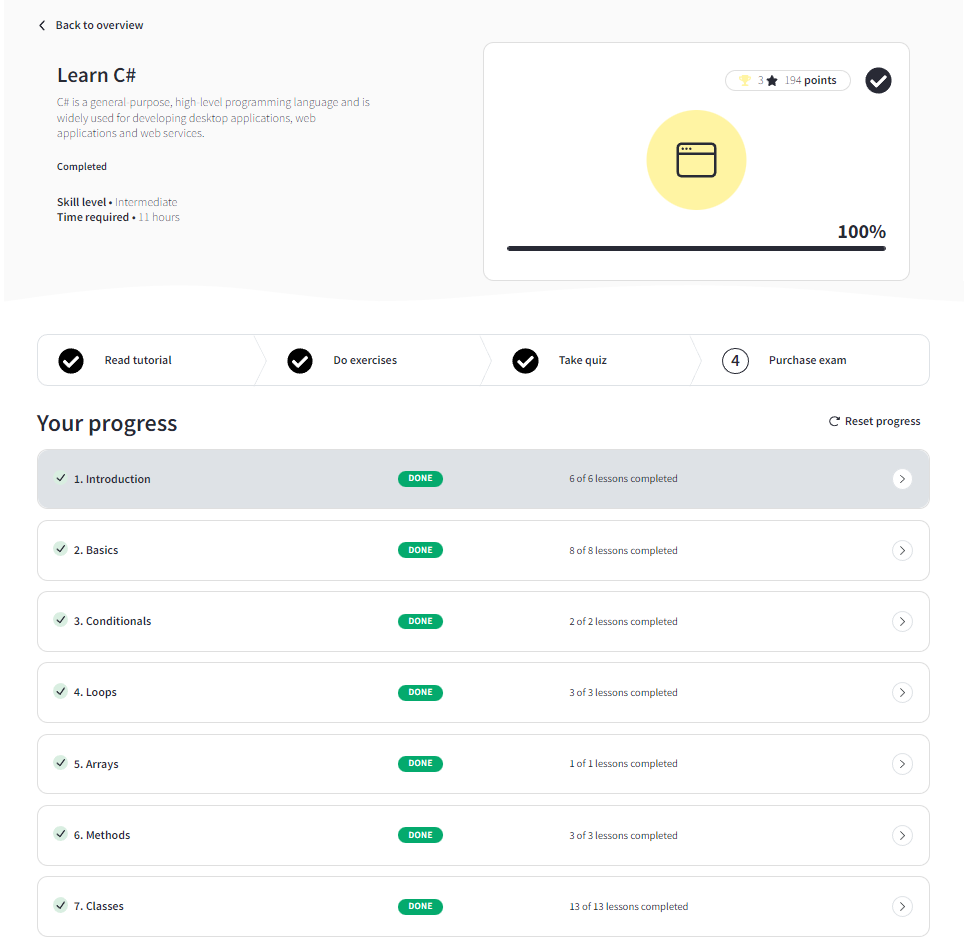 Back to overview
Learn C#
C# is a general-purpose, high-level programming language and is
widely used for developing desktop applications, web
applications and web services.
Completed
Skill level • Intermediate
Time required • 11 hours
3 194 points
100%
Read tutorial
Do exercises
Take quiz
4 Purchase exam
Your progress
Reset progress
1. Introduction DONE 6 of 6 lessons completed
2. Basics DONE 8 of 8 lessons completed
3. Conditionals DONE 2 of 2 lessons completed
4. Loops DONE 3 of 3 lessons completed
5. Arrays DONE 1 of 1 lessons completed
6. Methods DONE 3 of 3 lessons completed
7. Classes DONE 13 of 13 lessons completed